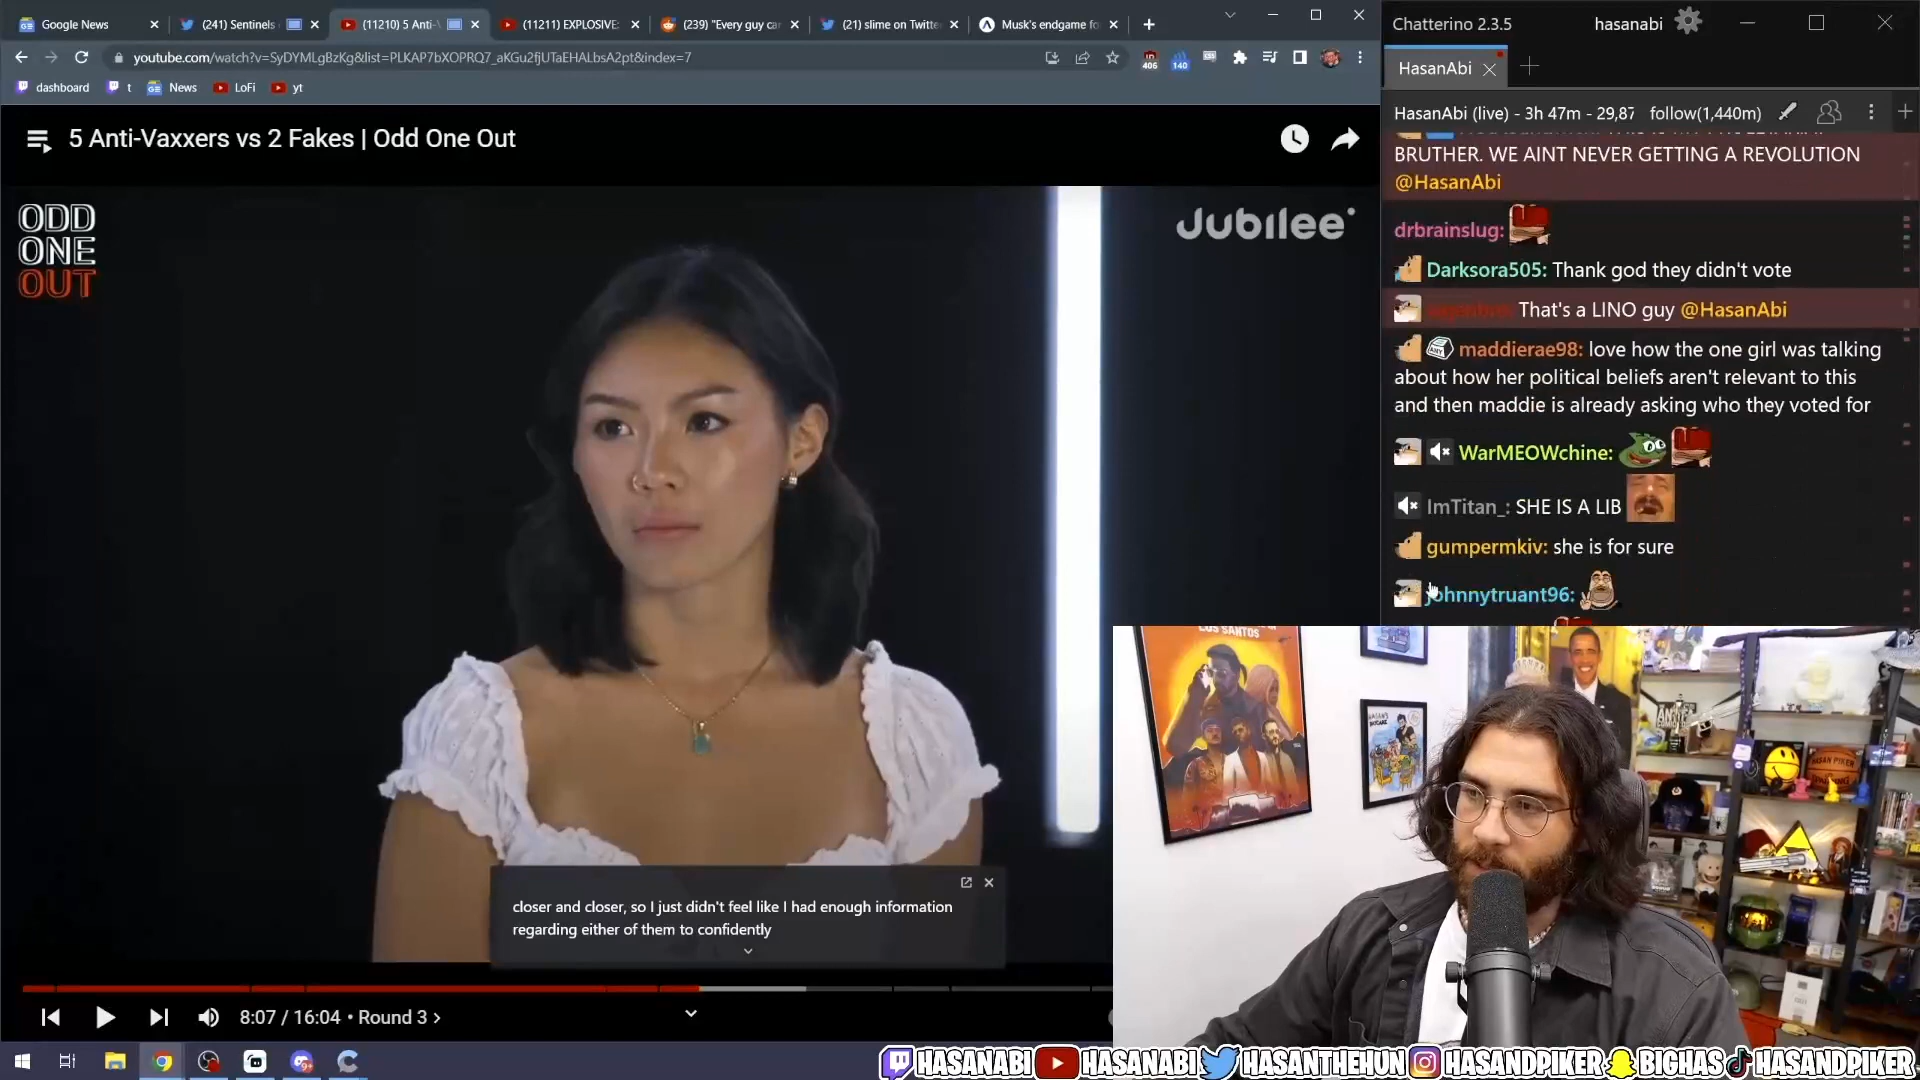 Google News
(241) Sentinels
(11210) 5 Anti-
(11211) EXPLOSIVE:
(239) "Every guy can
(21) slime on Twitte
Musk's endgame fo
youtube.com/watch?v=SyDYMLgBzKg&list=PLKAP7bXOPRQ7_aKGu2fjUTaEHALbsA2pt&index=7
406
140
dashboard
t
News
LoFi
yt
5 Anti-Vaxxers vs 2 Fakes | Odd One Out
ODD
ONE
OUT
Jubilee
closer and closer, so I just didn't feel like I had enough information
regarding either of them to confidently
8:07 / 16:04 • Round 3
Chatterino 2.3.5
hasanabi
HasanAbi
HasanAbi (live) - 3h 47m - 29,87
follow(1,440m)
BRUTHER. WE AINT NEVER GETTING A REVOLUTION
@HasanAbi
drbrainslug:
Darksora505: Thank god they didn't vote
That's a LINO guy @HasanAbi
maddierae98: love how the one girl was talking
about how her political beliefs aren't relevant to this
and then maddie is already asking who they voted for
WarMEOWchine:
ImTitan_: SHE IS A LIB
gumpermkiv: she is for sure
johnnytruant96:
LOS SANTOS
HASANABI
HASANABI
HASANTHEHUN
HASANDPIKER
BIGHAS
HASANDPIKER